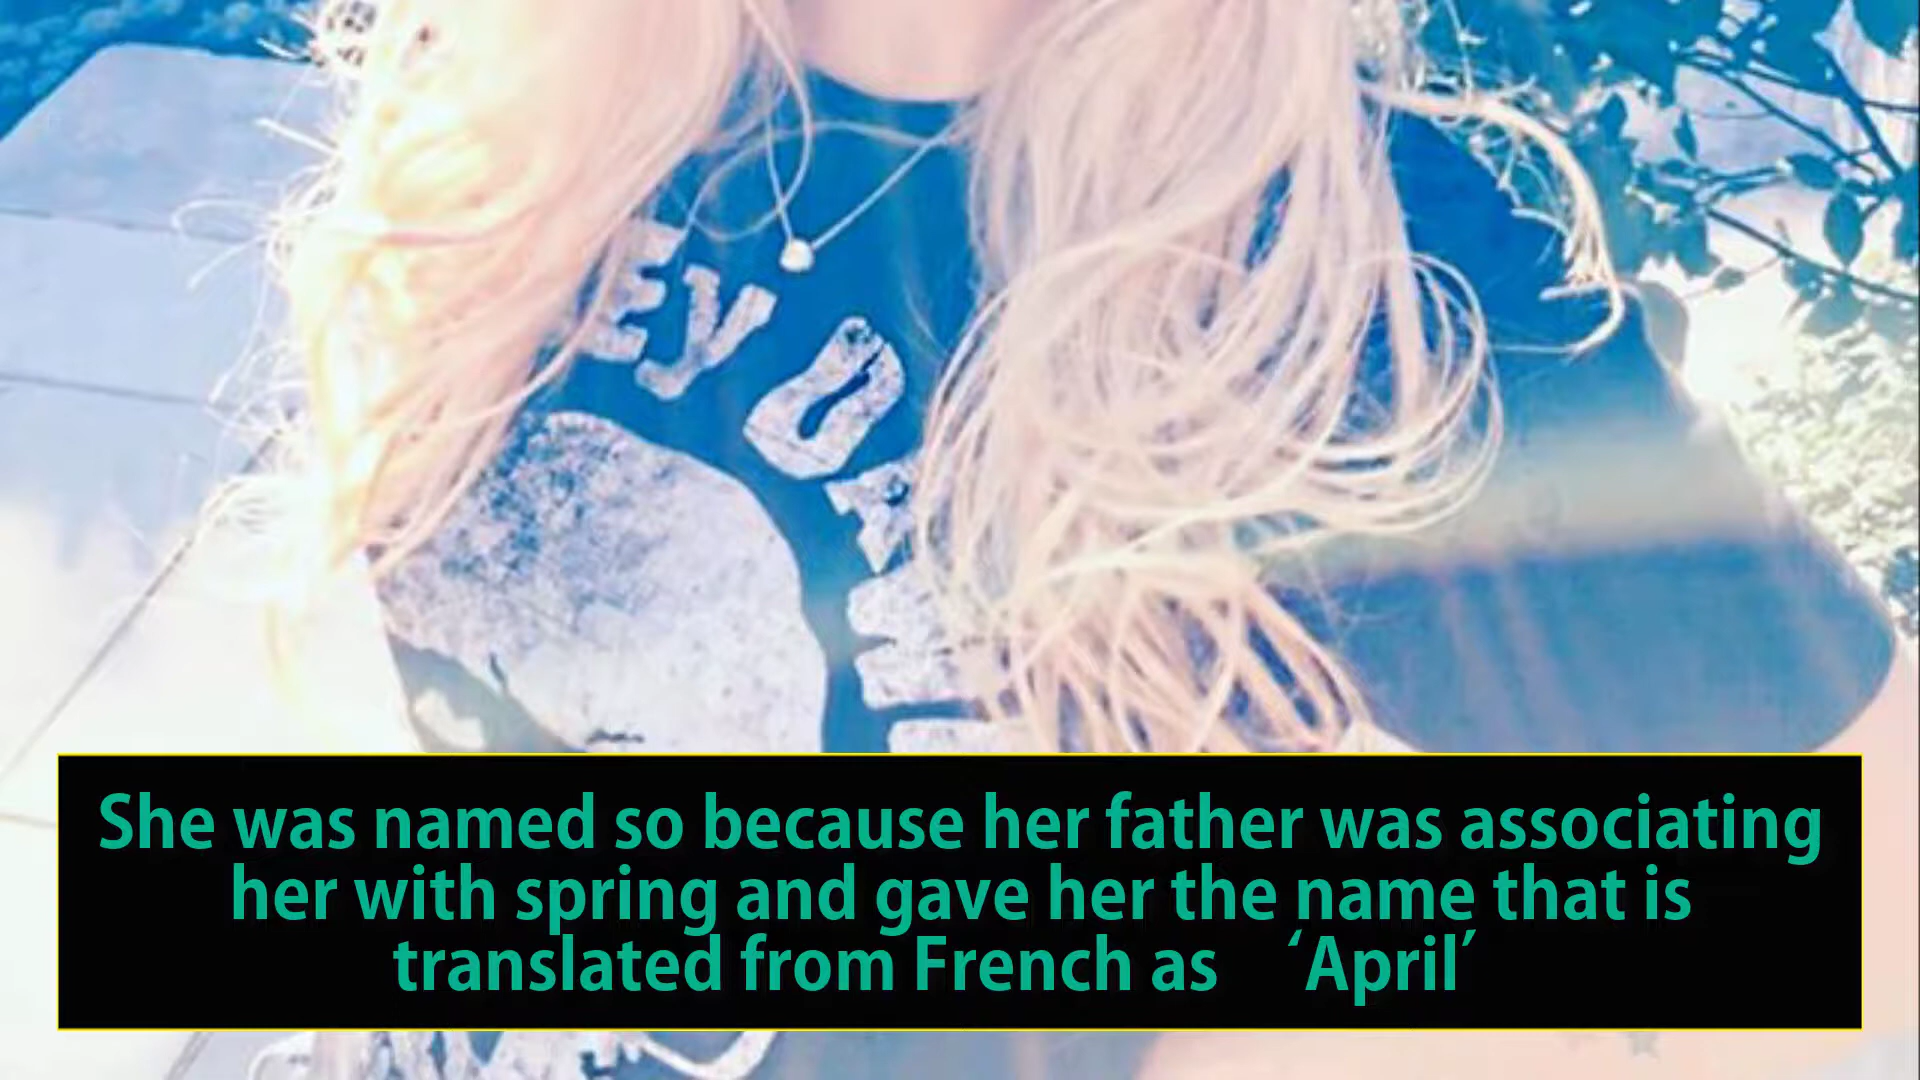 EY
O
She was named so because her father was associating
her with spring and gave her the name that is
translated from French as ‘April’